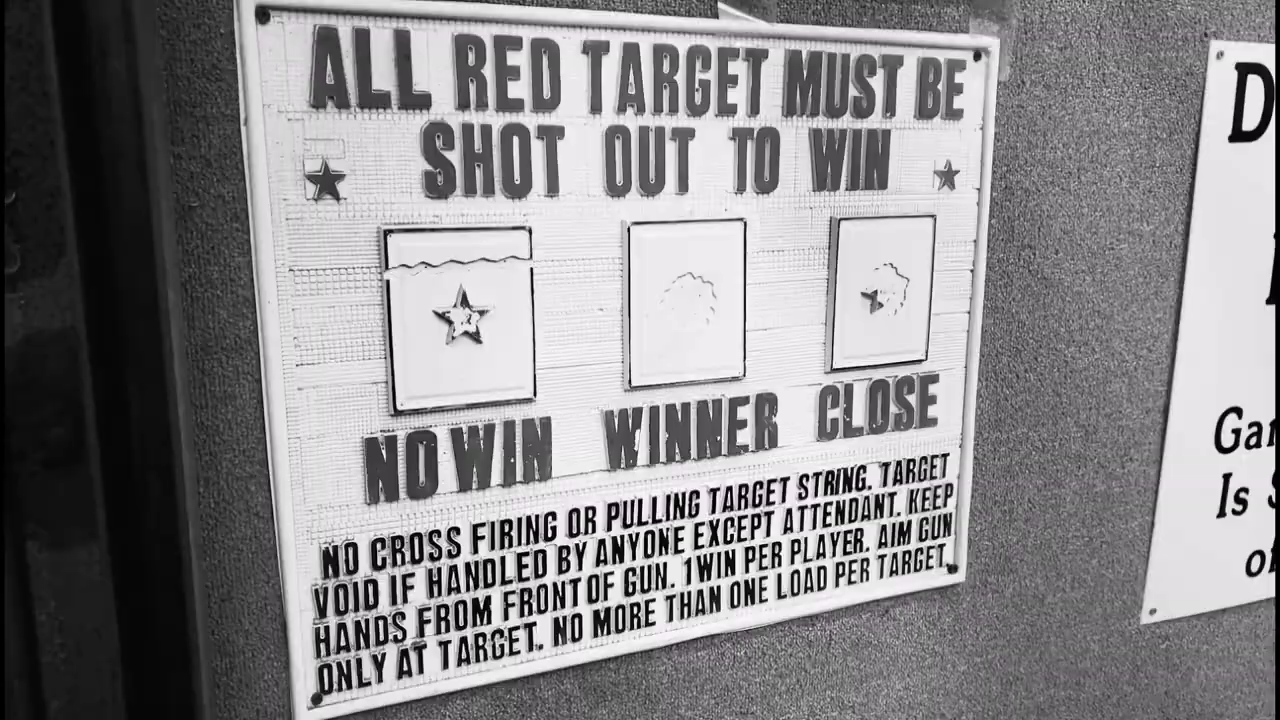 ALL RED TARGET MUST BE
SHOT OUT TO WIN
NO WIN WINNER CLOSE
NO CROSS FIRING OR PULLING TARGET STRING. TARGET
VOID IF HANDLED BY ANYONE EXCEPT ATTENDANT. KEEP
HANDS FROM FRONT OF GUN. 1 WIN PER PLAYER. AIM GUN
ONLY AT TARGET. NO MORE THAN ONE LOAD PER TARGET.
D
Is